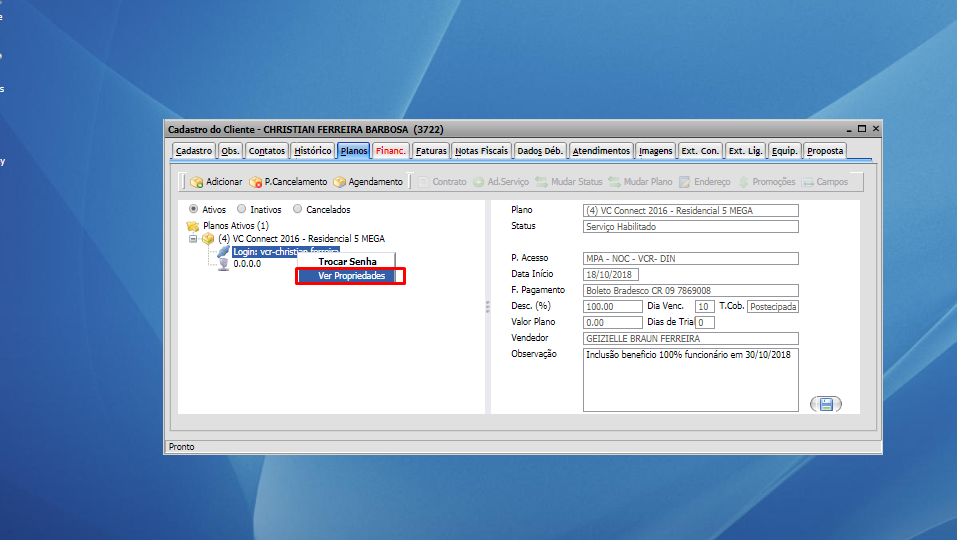 e
s
y
Cadastro do Cliente - CHRISTIAN FERREIRA BARBOSA (3722)
Cadastro Obs. Contatos Histórico Planos Financ. Faturas Notas Fiscais Dados Déb. Atendimentos Imagens Ext. Con. Ext. Lig. Equip. Proposta
Adicionar P.Cancelamento Agendamento Contrato Ad.Serviço Mudar Status Mudar Plano Endereço Promoções Campos
Ativos Inativos Cancelados
Planos Ativos (1)
(4) VC Connect 2016 - Residencial 5 MEGA
Login: vcr-christian.ferreira
0.0.0.0
Trocar Senha
Ver Propriedades
Plano (4) VC Connect 2016 - Residencial 5 MEGA
Status Serviço Habilitado
P. Acesso MPA - NOC - VCR- DIN
Data Início 18/10/2018
F. Pagamento Boleto Bradesco CR 09 7869008
Desc. (%) 100.00 Dia Venc. 10 T.Cob. Postecipada
Valor Plano 0.00 Dias de Trial 0
Vendedor GEIZIELLE BRAUN FERREIRA
Observação Inclusão beneficio 100% funcionário em 30/10/2018
Pronto